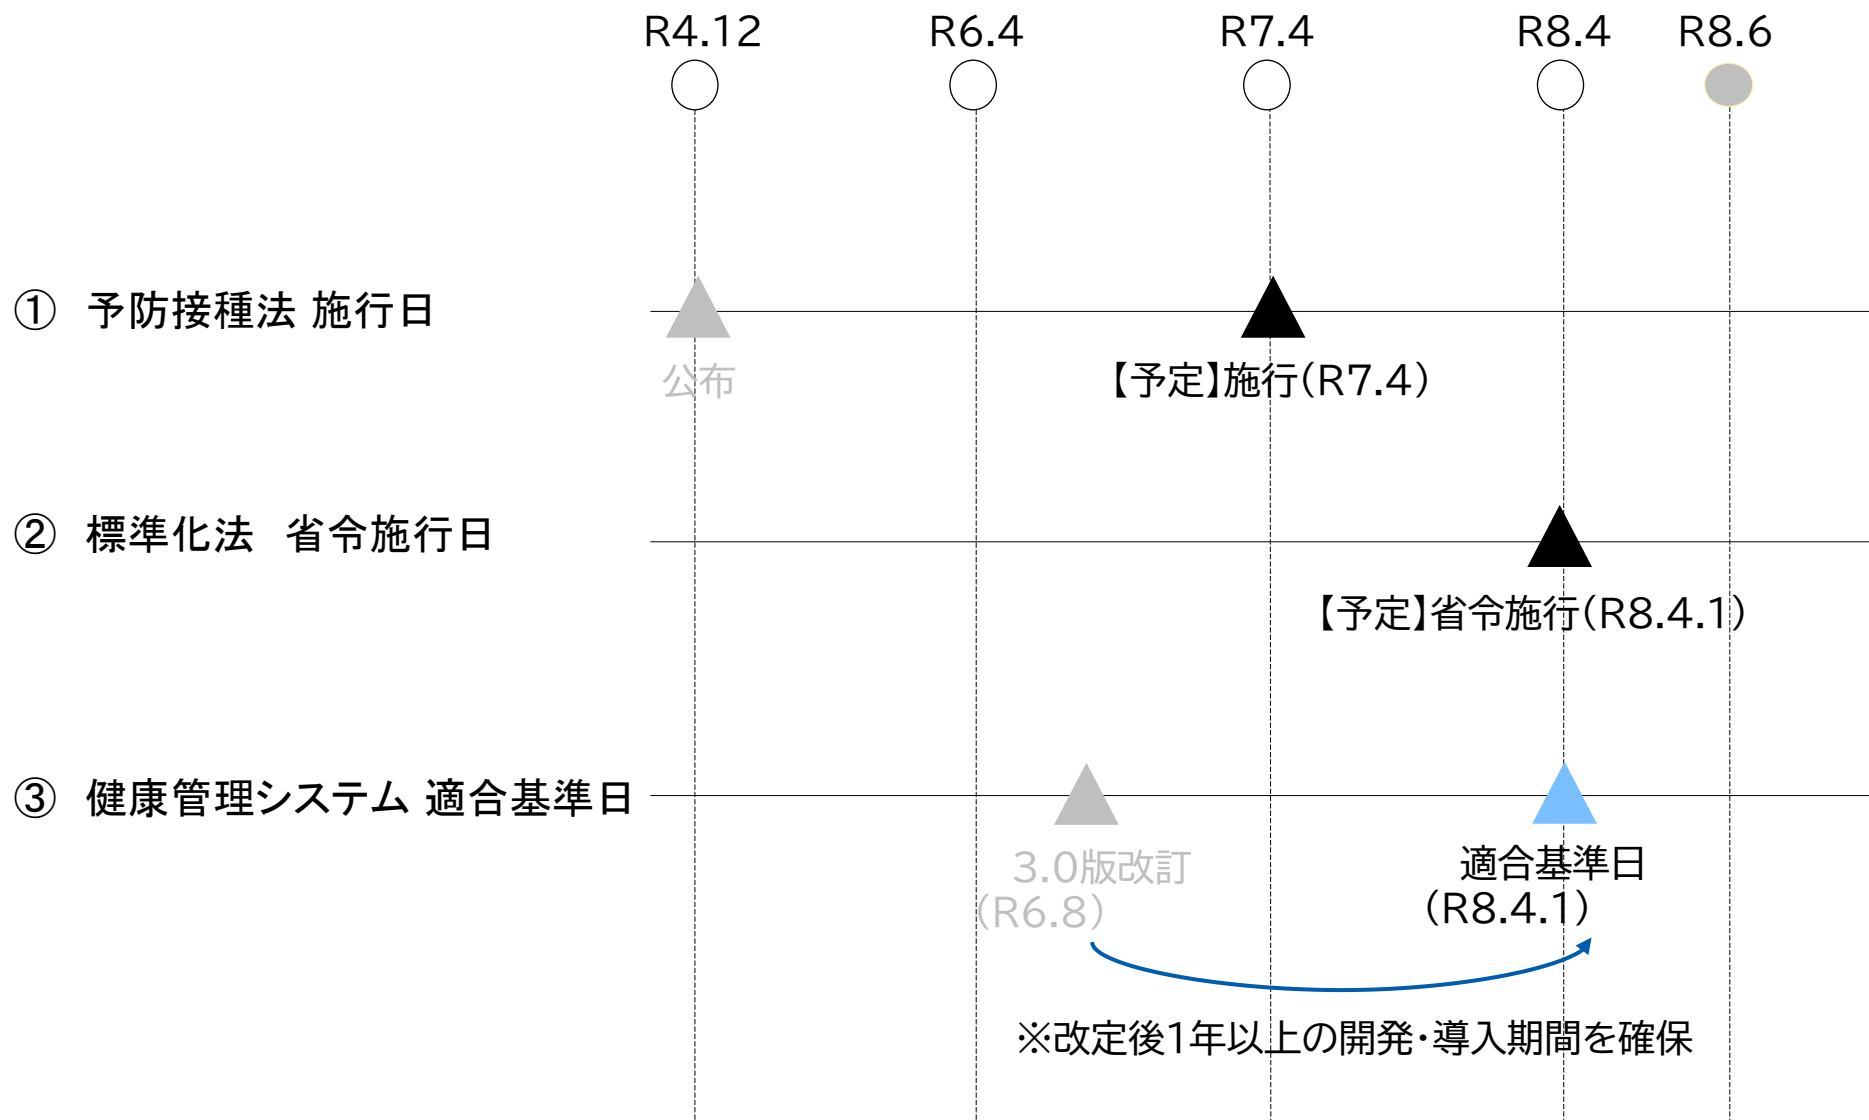 R4.12 R6.4 R7.4 R8.4 R8.6
① 予防接種法 施行日
公布
【予定】施行(R7.4)
② 標準化法 省令施行日
【予定】省令施行(R8.4.1)
③ 健康管理システム 適合基準日
3.0版改訂
(R6.8)
適合基準日
(R8.4.1)
※改定後1年以上の開発・導入期間を確保